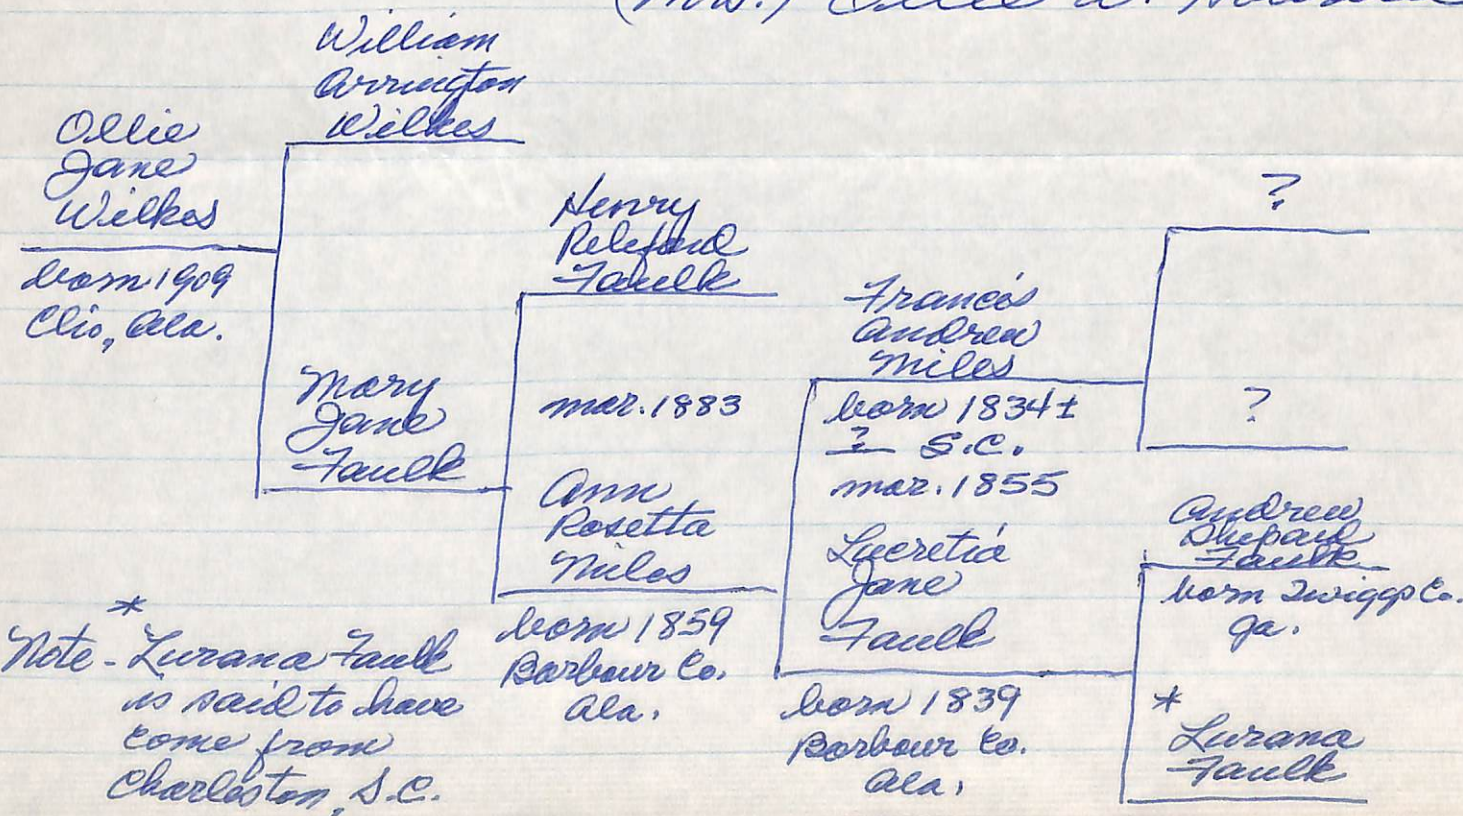 (Mrs.) Ollie W.
William
Arrington
Wilkes
Ollie
Jane
Wilkes
born 1909
Clio, Ala.
Mary
Jane
Faulk
Henry
Releford
Faulk
mar. 1883
Ann
Rosetta
Miles
born 1859
Barbour Co.
Ala.
Francis
Andrew
Miles
born 1834±
? S.C.
mar. 1855
Lucretia
Jane
Faulk
born 1839
Barbour Co.
Ala.
?
?
Andrew
Shepard
Faulk
born Twiggs Co.
Ga.
*
Lurana
Faulk
*
Note - Lurana Faulk
is said to have
come from
Charleston, S.C.